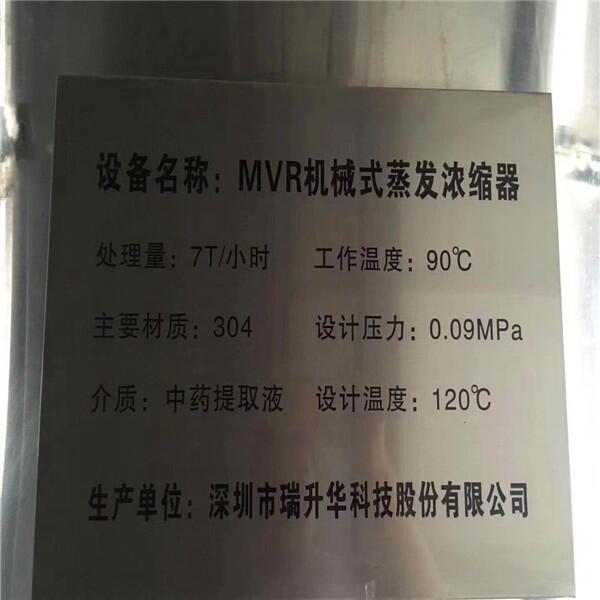 设备名称：MVR机械式蒸发浓缩器
处理量：7T/小时 工作温度：90℃
主要材质：304 设计压力：0.09MPa
介质：中药提取液 设计温度：120℃
生产单位：深圳市瑞升华科技股份有限公司